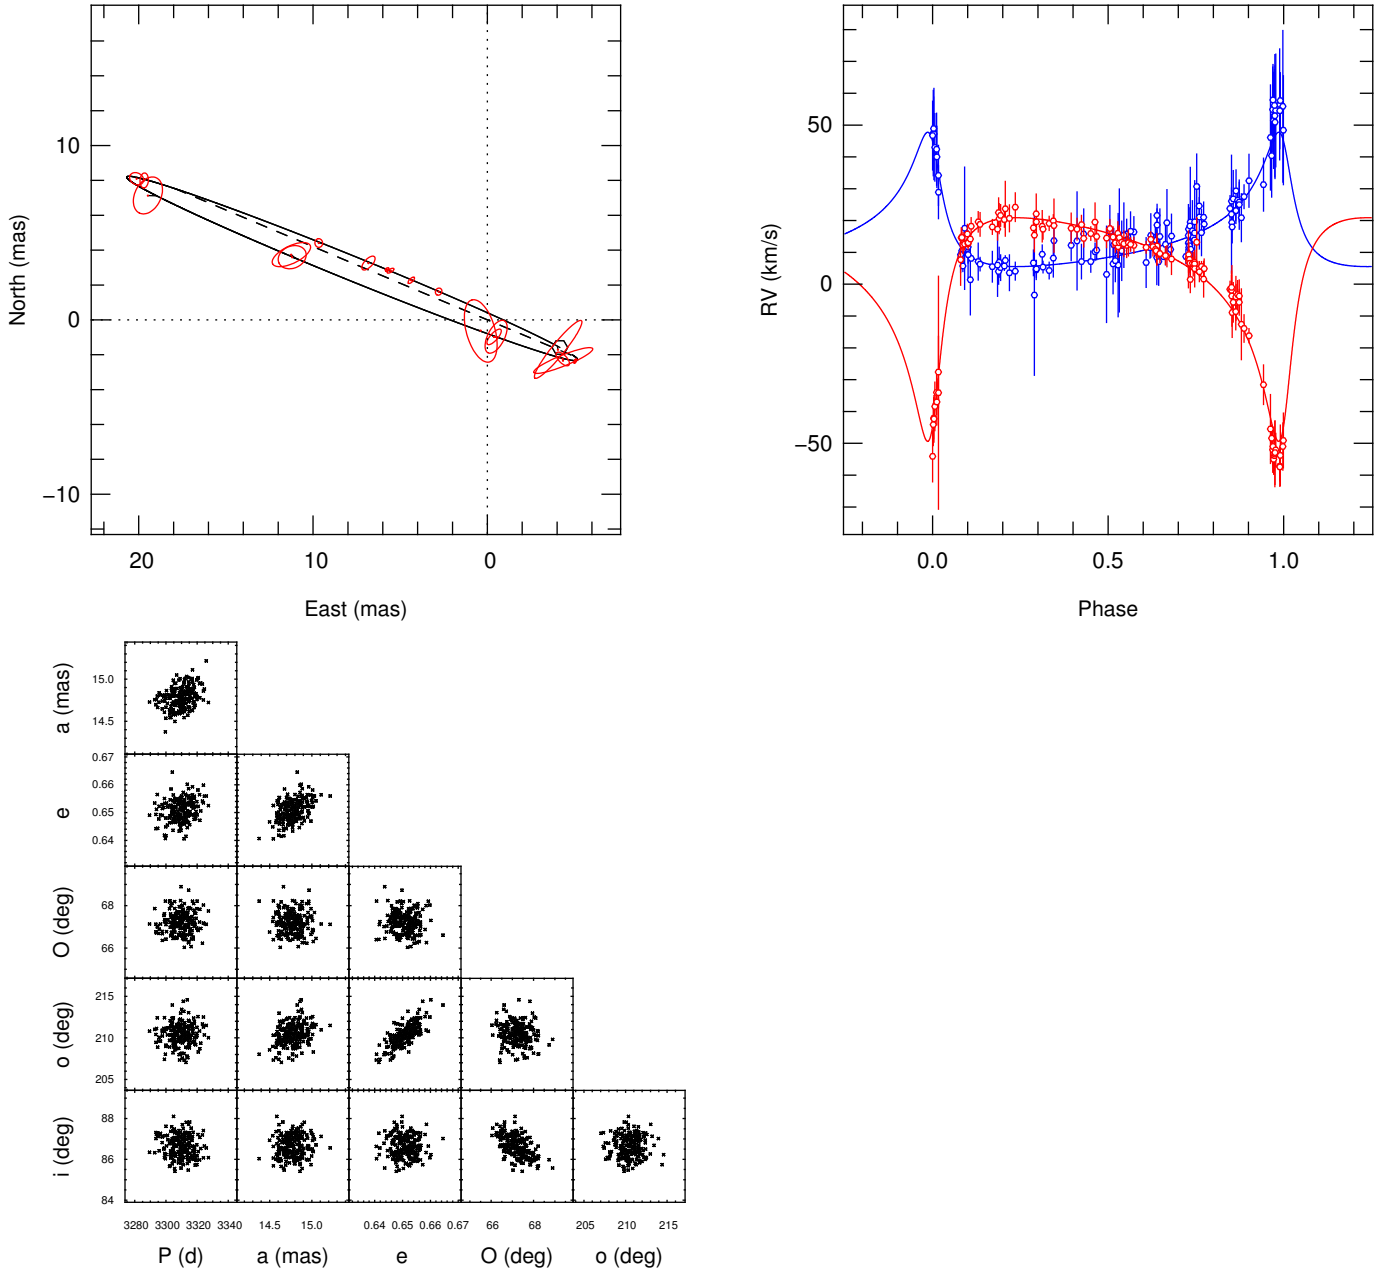 North (mas)
10
0
−10
20
10
0
East (mas)
RV (km/s)
50
0
−50
0.0
0.5
1.0
Phase
a (mas)
15.0
14.5
e
0.67
0.66
0.65
0.64
O (deg)
68
66
o (deg)
215
210
205
i (deg)
88
86
84
3280 3300 3320 3340
14.5 15.0
0.64 0.65 0.66 0.67
66 68
205 210 215
P (d)
a (mas)
e
O (deg)
o (deg)